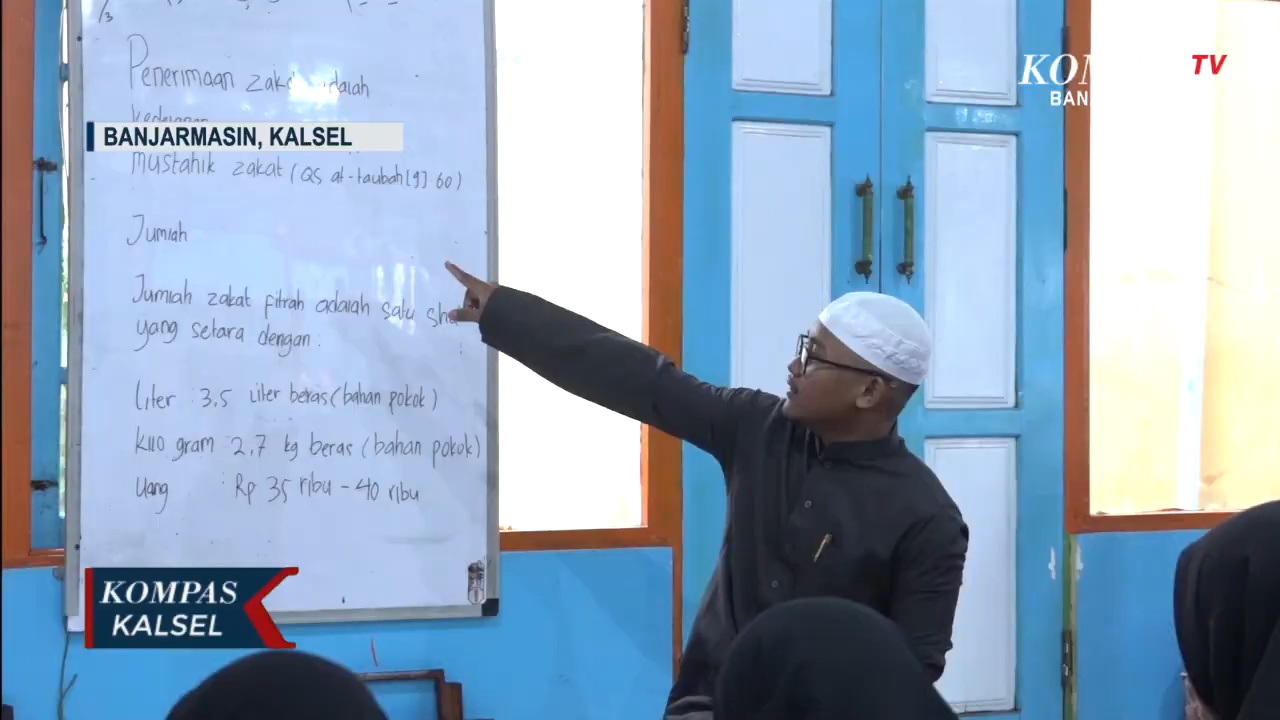 Penerimaan zakat adalah
BANJARMASIN, KALSEL
mustahik zakat (QS at-taubah [9] 60)
Jumlah
Jumlah zakat fitrah adalah satu sha
yang setara dengan :
Liter : 3,5 Liter beras (bahan pokok)
Kilo gram : 2,7 kg beras (bahan pokok)
Uang : Rp 35 ribu - 40 ribu
KOMPAS
KALSEL
TV
BAN